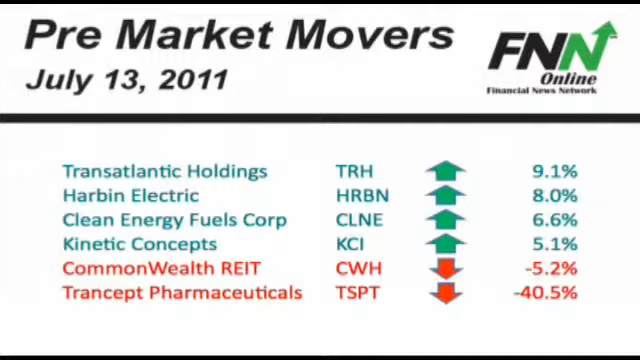 Pre Market Movers
July 13, 2011
FNN
Online
Financial News Network
Transatlantic Holdings TRH 9.1%
Harbin Electric HRBN 8.0%
Clean Energy Fuels Corp CLNE 6.6%
Kinetic Concepts KCI 5.1%
CommonWealth REIT CWH -5.2%
Trancept Pharmaceuticals TSPT -40.5%